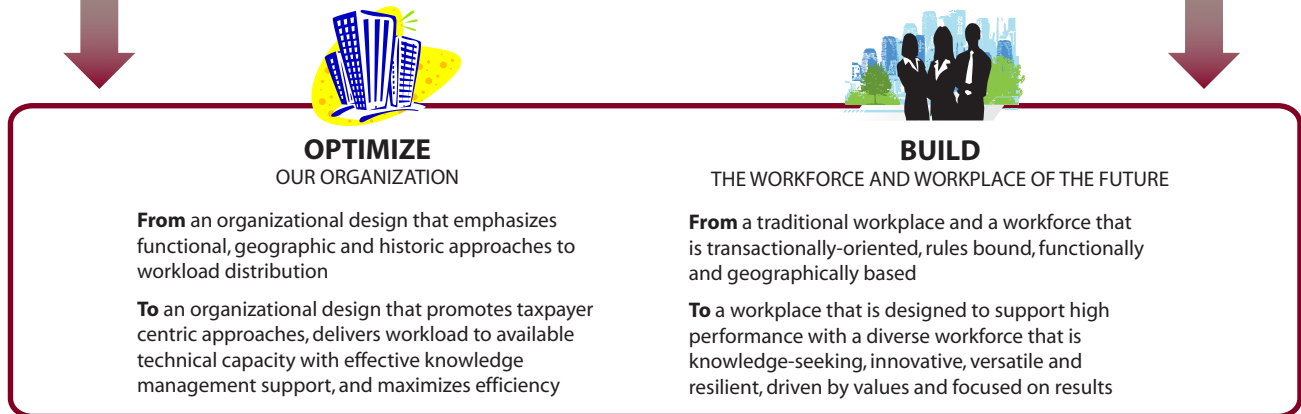 OPTIMIZE
OUR ORGANIZATION
From an organizational design that emphasizes
functional, geographic and historic approaches to
workload distribution
To an organizational design that promotes taxpayer
centric approaches, delivers workload to available
technical capacity with effective knowledge
management support, and maximizes efficiency
BUILD
THE WORKFORCE AND WORKPLACE OF THE FUTURE
From a traditional workplace and a workforce that
is transactionally-oriented, rules bound, functionally
and geographically based
To a workplace that is designed to support high
performance with a diverse workforce that is
knowledge-seeking, innovative, versatile and
resilient, driven by values and focused on results